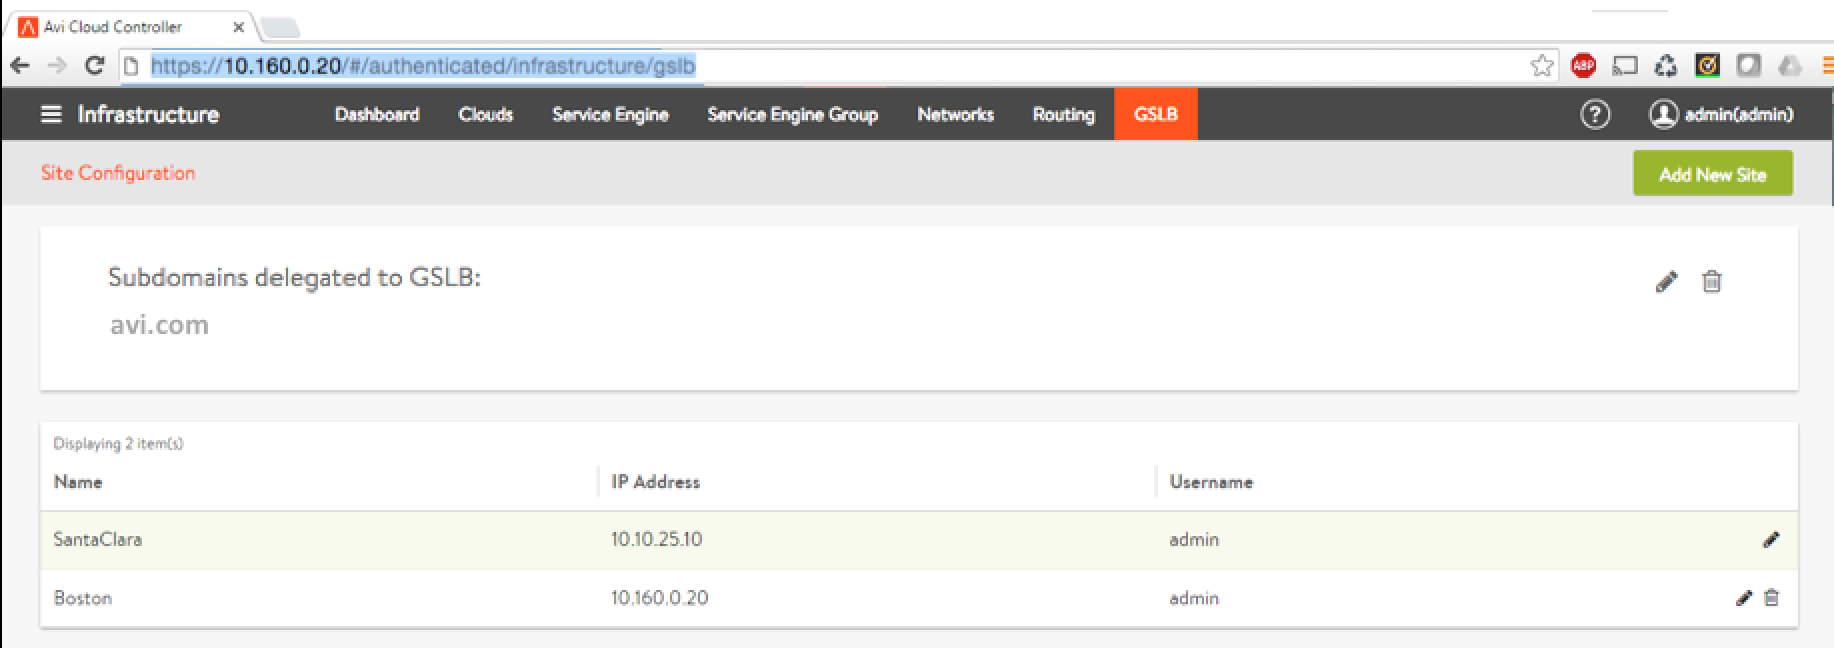 Avi Cloud Controller
https://10.160.0.20/#/authenticated/infrastructure/gslb
ABP
Infrastructure Dashboard Clouds Service Engine Service Engine Group Networks Routing GSLB ? admin(admin)
Site Configuration Add New Site
Subdomains delegated to GSLB:
avi.com
Displaying 2 item(s)
Name IP Address Username
SantaClara 10.10.25.10 admin
Boston 10.160.0.20 admin